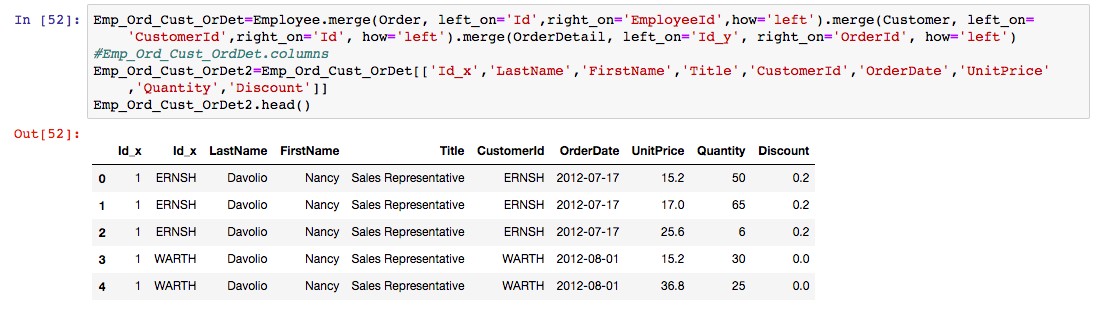 In [52]: Emp_Ord_Cust_OrDet=Employee.merge(Order, left_on='Id',right_on='EmployeeId',how='left').merge(Customer, left_on=
'CustomerId',right_on='Id', how='left').merge(OrderDetail, left_on='Id_y', right_on='OrderId', how='left')
#Emp_Ord_Cust_OrdDet.columns
Emp_Ord_Cust_OrDet2=Emp_Ord_Cust_OrDet[['Id_x','LastName','FirstName','Title','CustomerId','OrderDate','UnitPrice'
,'Quantity','Discount']]
Emp_Ord_Cust_OrDet2.head()
Out[52]:
Id_x Id_x LastName FirstName Title CustomerId OrderDate UnitPrice Quantity Discount
0 1 ERNSH Davolio Nancy Sales Representative ERNSH 2012-07-17 15.2 50 0.2
1 1 ERNSH Davolio Nancy Sales Representative ERNSH 2012-07-17 17.0 65 0.2
2 1 ERNSH Davolio Nancy Sales Representative ERNSH 2012-07-17 25.6 6 0.2
3 1 WARTH Davolio Nancy Sales Representative WARTH 2012-08-01 15.2 30 0.0
4 1 WARTH Davolio Nancy Sales Representative WARTH 2012-08-01 36.8 25 0.0